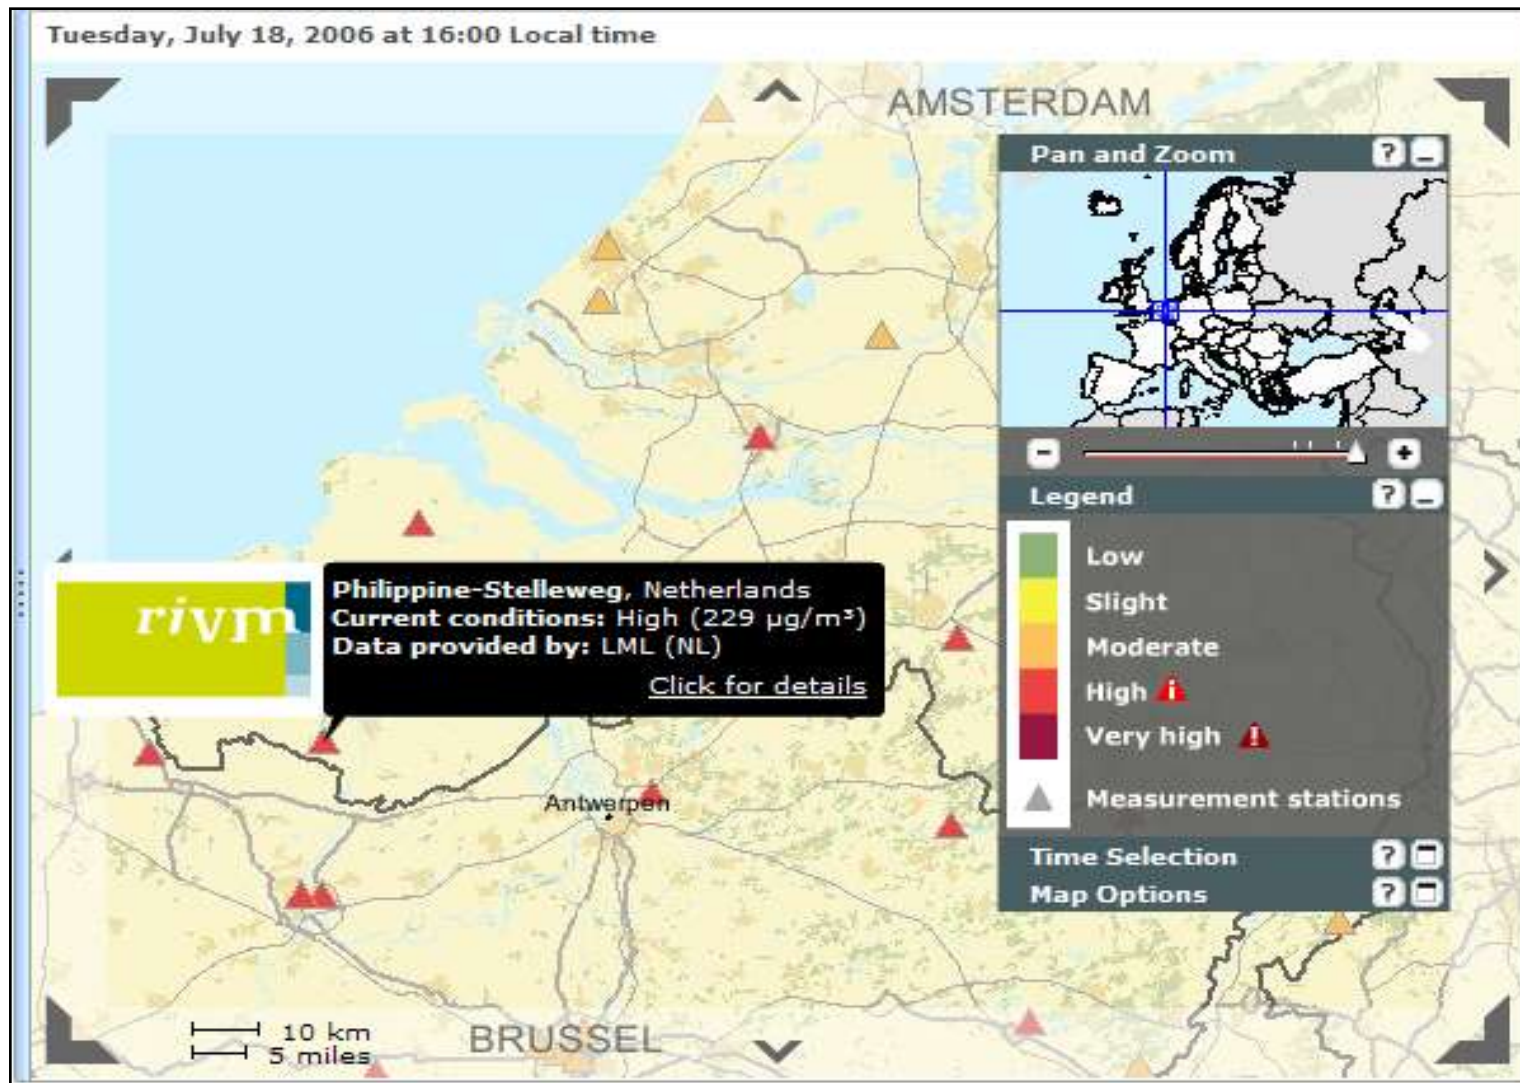 Tuesday, July 18, 2006 at 16:00 Local time
AMSTERDAM
Pan and Zoom ?
Legend ?
Low
Slight
Moderate
High
Very high
Measurement stations
Time Selection ?
Map Options ?
rivm
Philippine-Stelleweg, Netherlands
Current conditions: High (229 µg/m³)
Data provided by: LML (NL)
Click for details
Antwerpen
10 km
5 miles
BRUSSEL